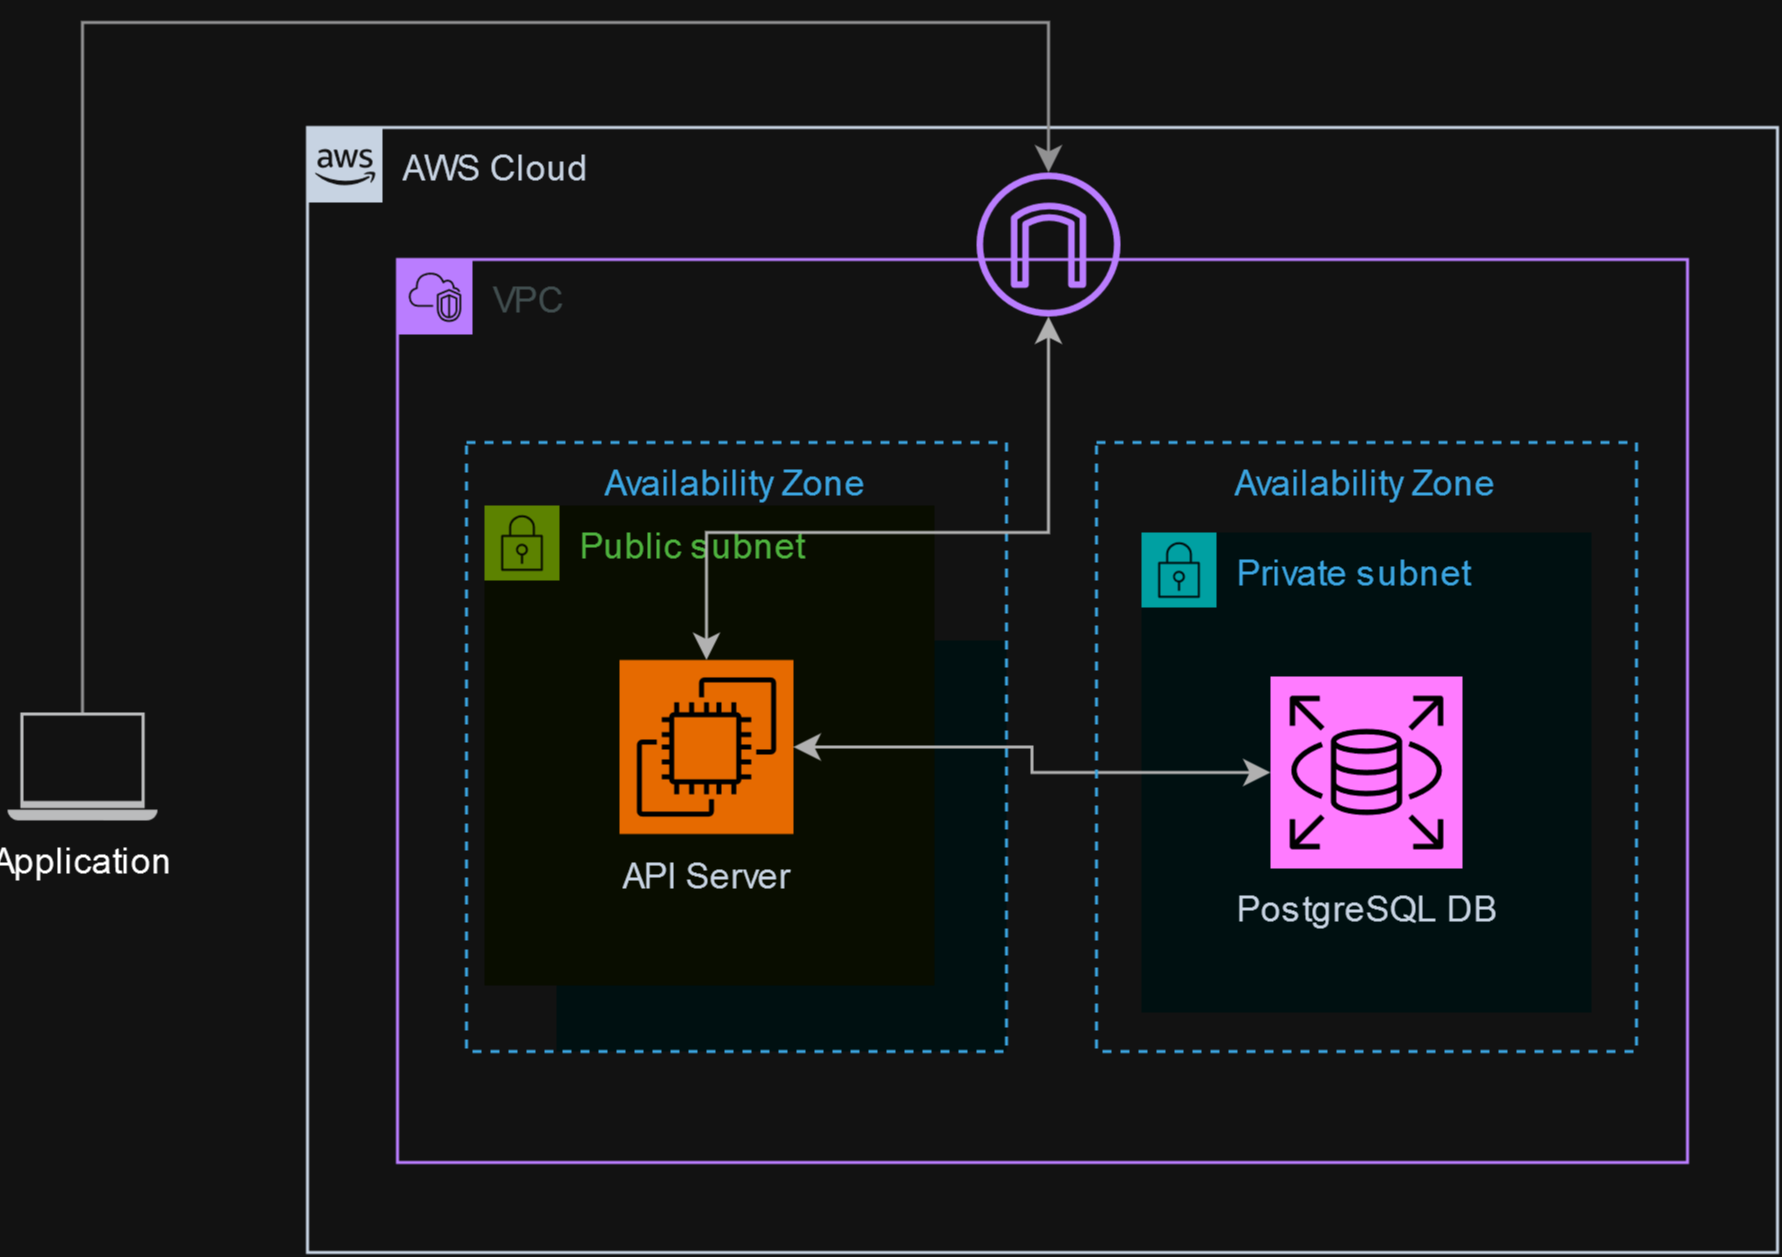 aws
AWS Cloud
VPC
Availability Zone
Availability Zone
Public subnet
Private subnet
Application
API Server
PostgreSQL DB